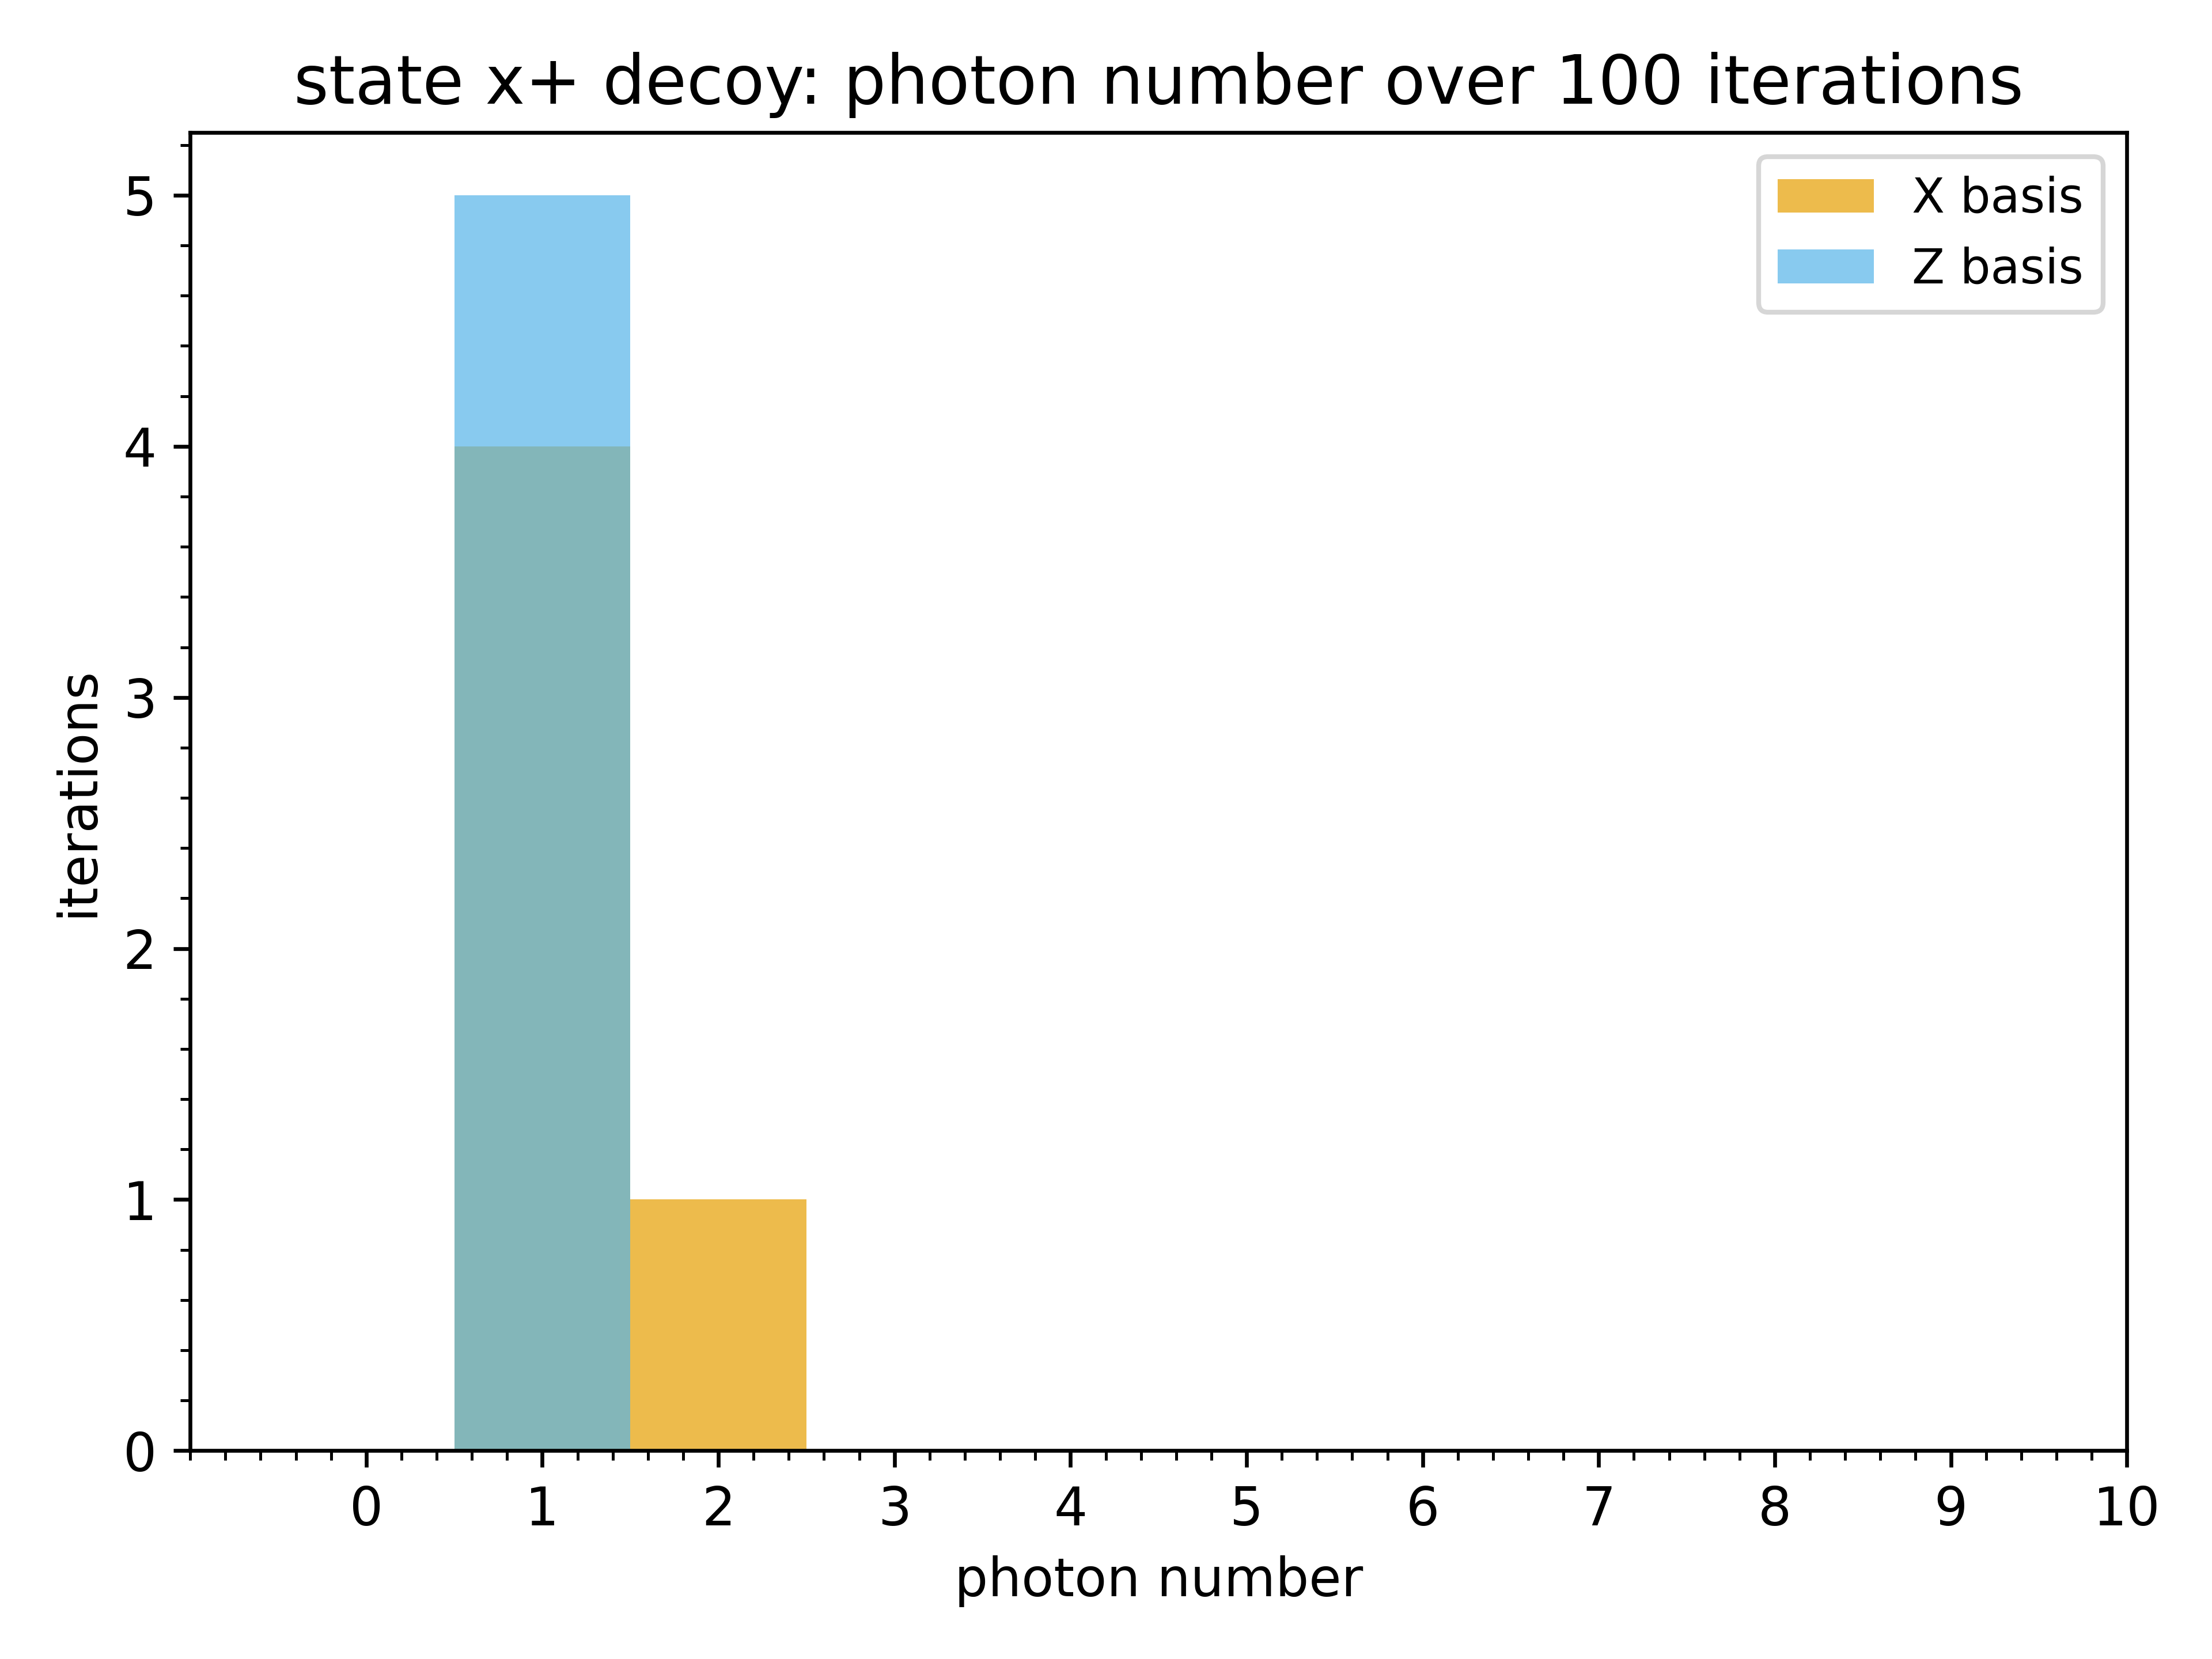 state x+ decoy: photon number over 100 iterations
X basis
Z basis
5
4
3
2
1
0
iterations
0 1 2 3 4 5 6 7 8 9 10
photon number